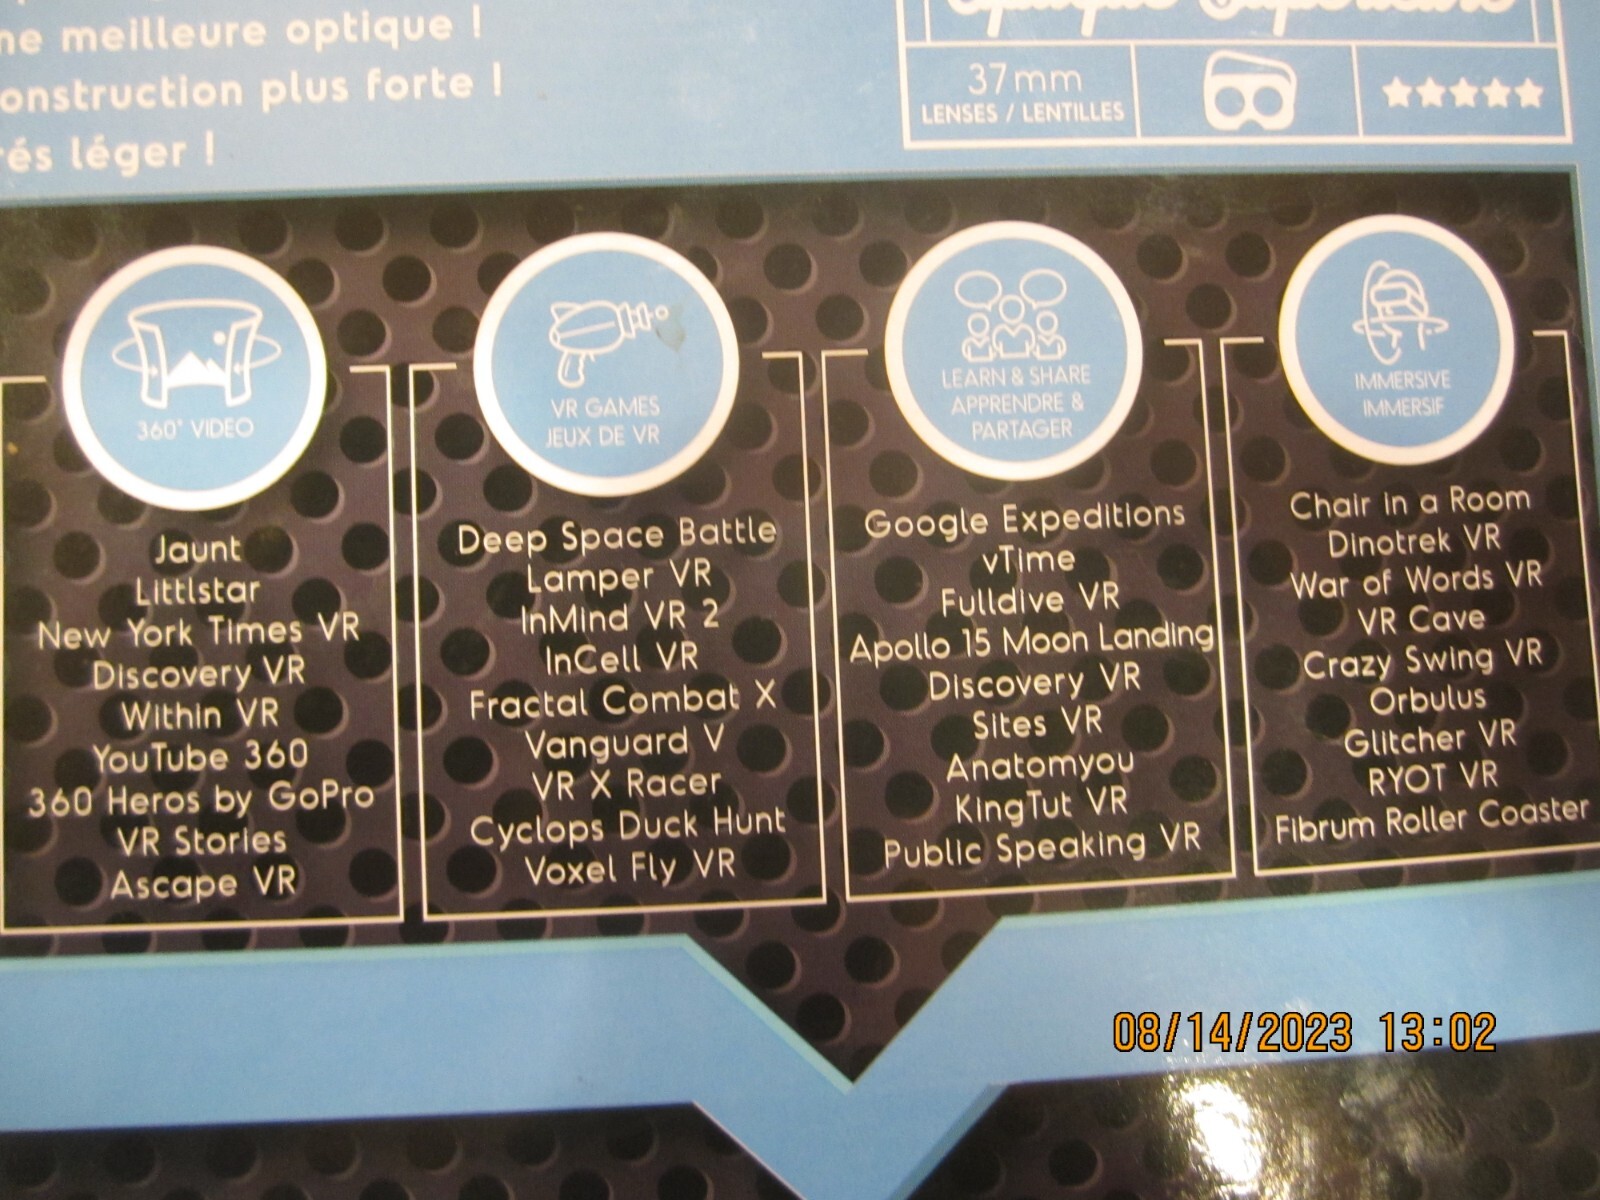 meilleure optique !
plus forte !
léger !
37mm
LENSES / LENTILLES
360° VIDEO
Jaunt
Littlstar
New York Times VR
Discovery VR
Within VR
YouTube 360
360 Heros by GoPro
VR Stories
Ascape VR
VR GAMES
JEUX DE VR
Deep Space Battle
Lamper VR
InMind VR 2
InCell VR
Fractal Combat X
Vanguard V
VR X Racer
Cyclops Duck Hunt
Voxel Fly VR
LEARN & SHARE
APPRENDRE &
PARTAGER
Google Expeditions
vTime
Fulldive VR
Apollo 15 Moon Landing
Discovery VR
Sites VR
Anatomyou
KingTut VR
Public Speaking VR
IMMERSIVE
IMMERSIF
Chair in a Room
Dinotrek VR
War of Words VR
VR Cave
Crazy Swing VR
Orbulus
Glitcher VR
RYOT VR
Fibrum Roller Coaster
08/14/2023 13:02